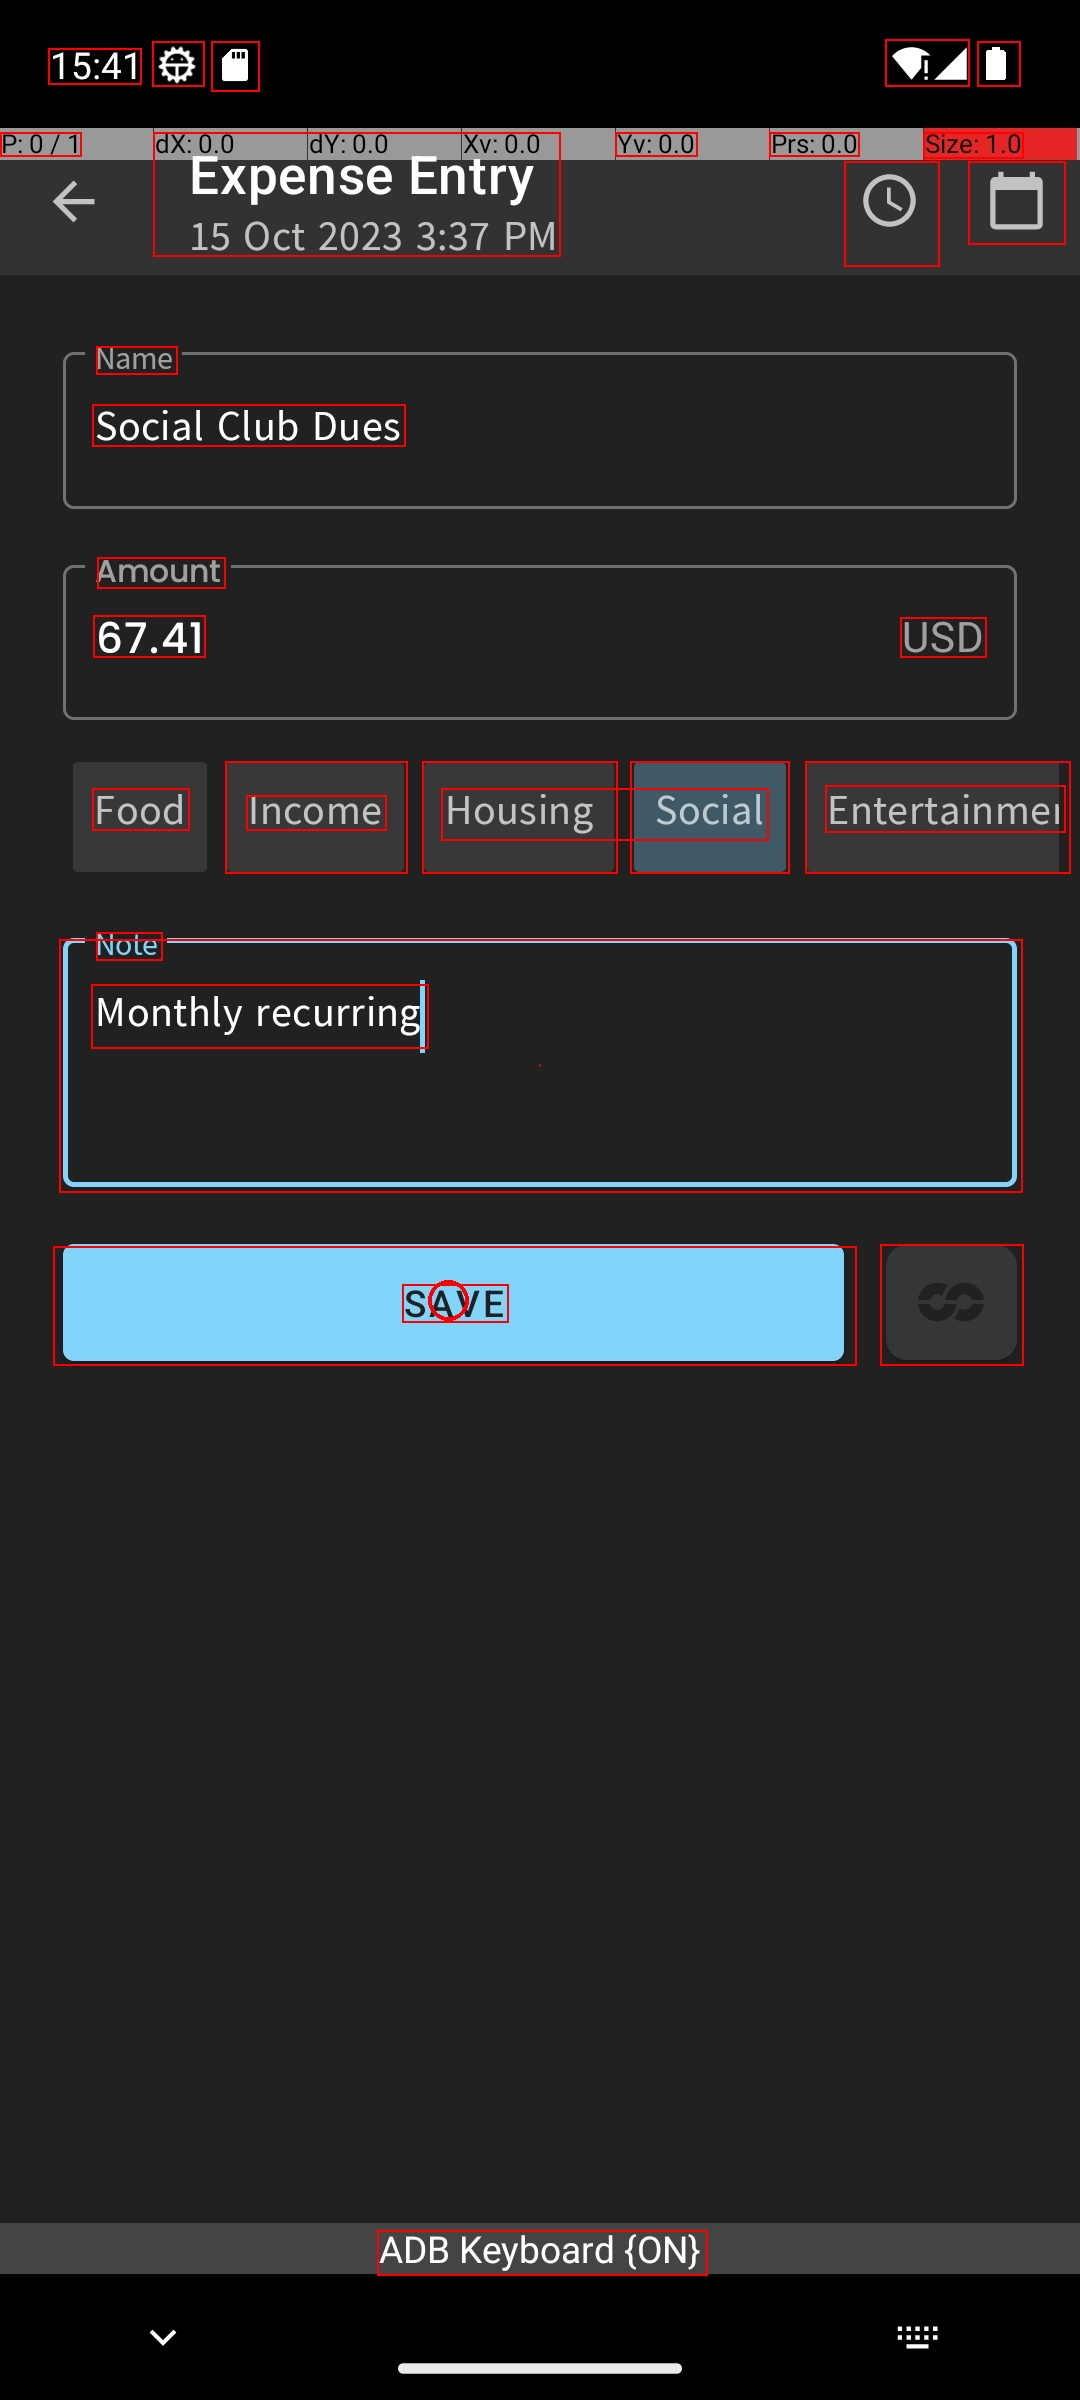 15:41
P: 0 / 1 dX: 0.0 dY: 0.0 Xv: 0.0 Yv: 0.0 Prs: 0.0 Size: 1.0
Expense Entry
15 Oct 2023 3:37 PM
Name
Social Club Dues
Amount
67.41 USD
Food Income Housing Social Entertainmen
Note
Monthly recurring
SAVE
ADB Keyboard {ON}